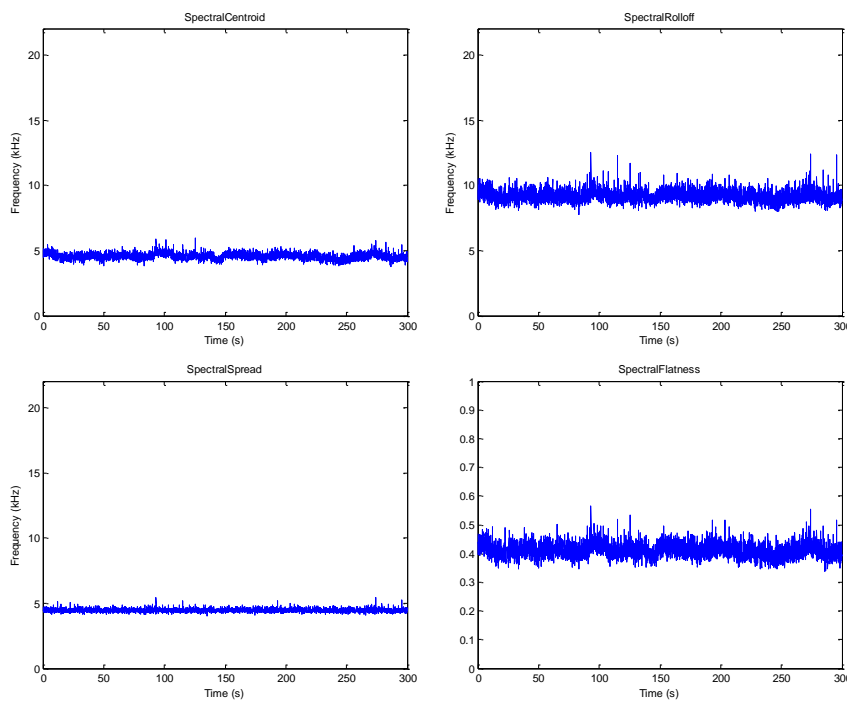 SpectralCentroid
20
15
10
5
0
Frequency (kHz)
0 50 100 150 200 250 300
Time (s)
SpectralRolloff
20
15
10
5
0
Frequency (kHz)
0 50 100 150 200 250 300
Time (s)
SpectralSpread
20
15
10
5
0
Frequency (kHz)
0 50 100 150 200 250 300
Time (s)
SpectralFlatness
1
0.9
0.8
0.7
0.6
0.5
0.4
0.3
0.2
0.1
0
0 50 100 150 200 250 300
Time (s)